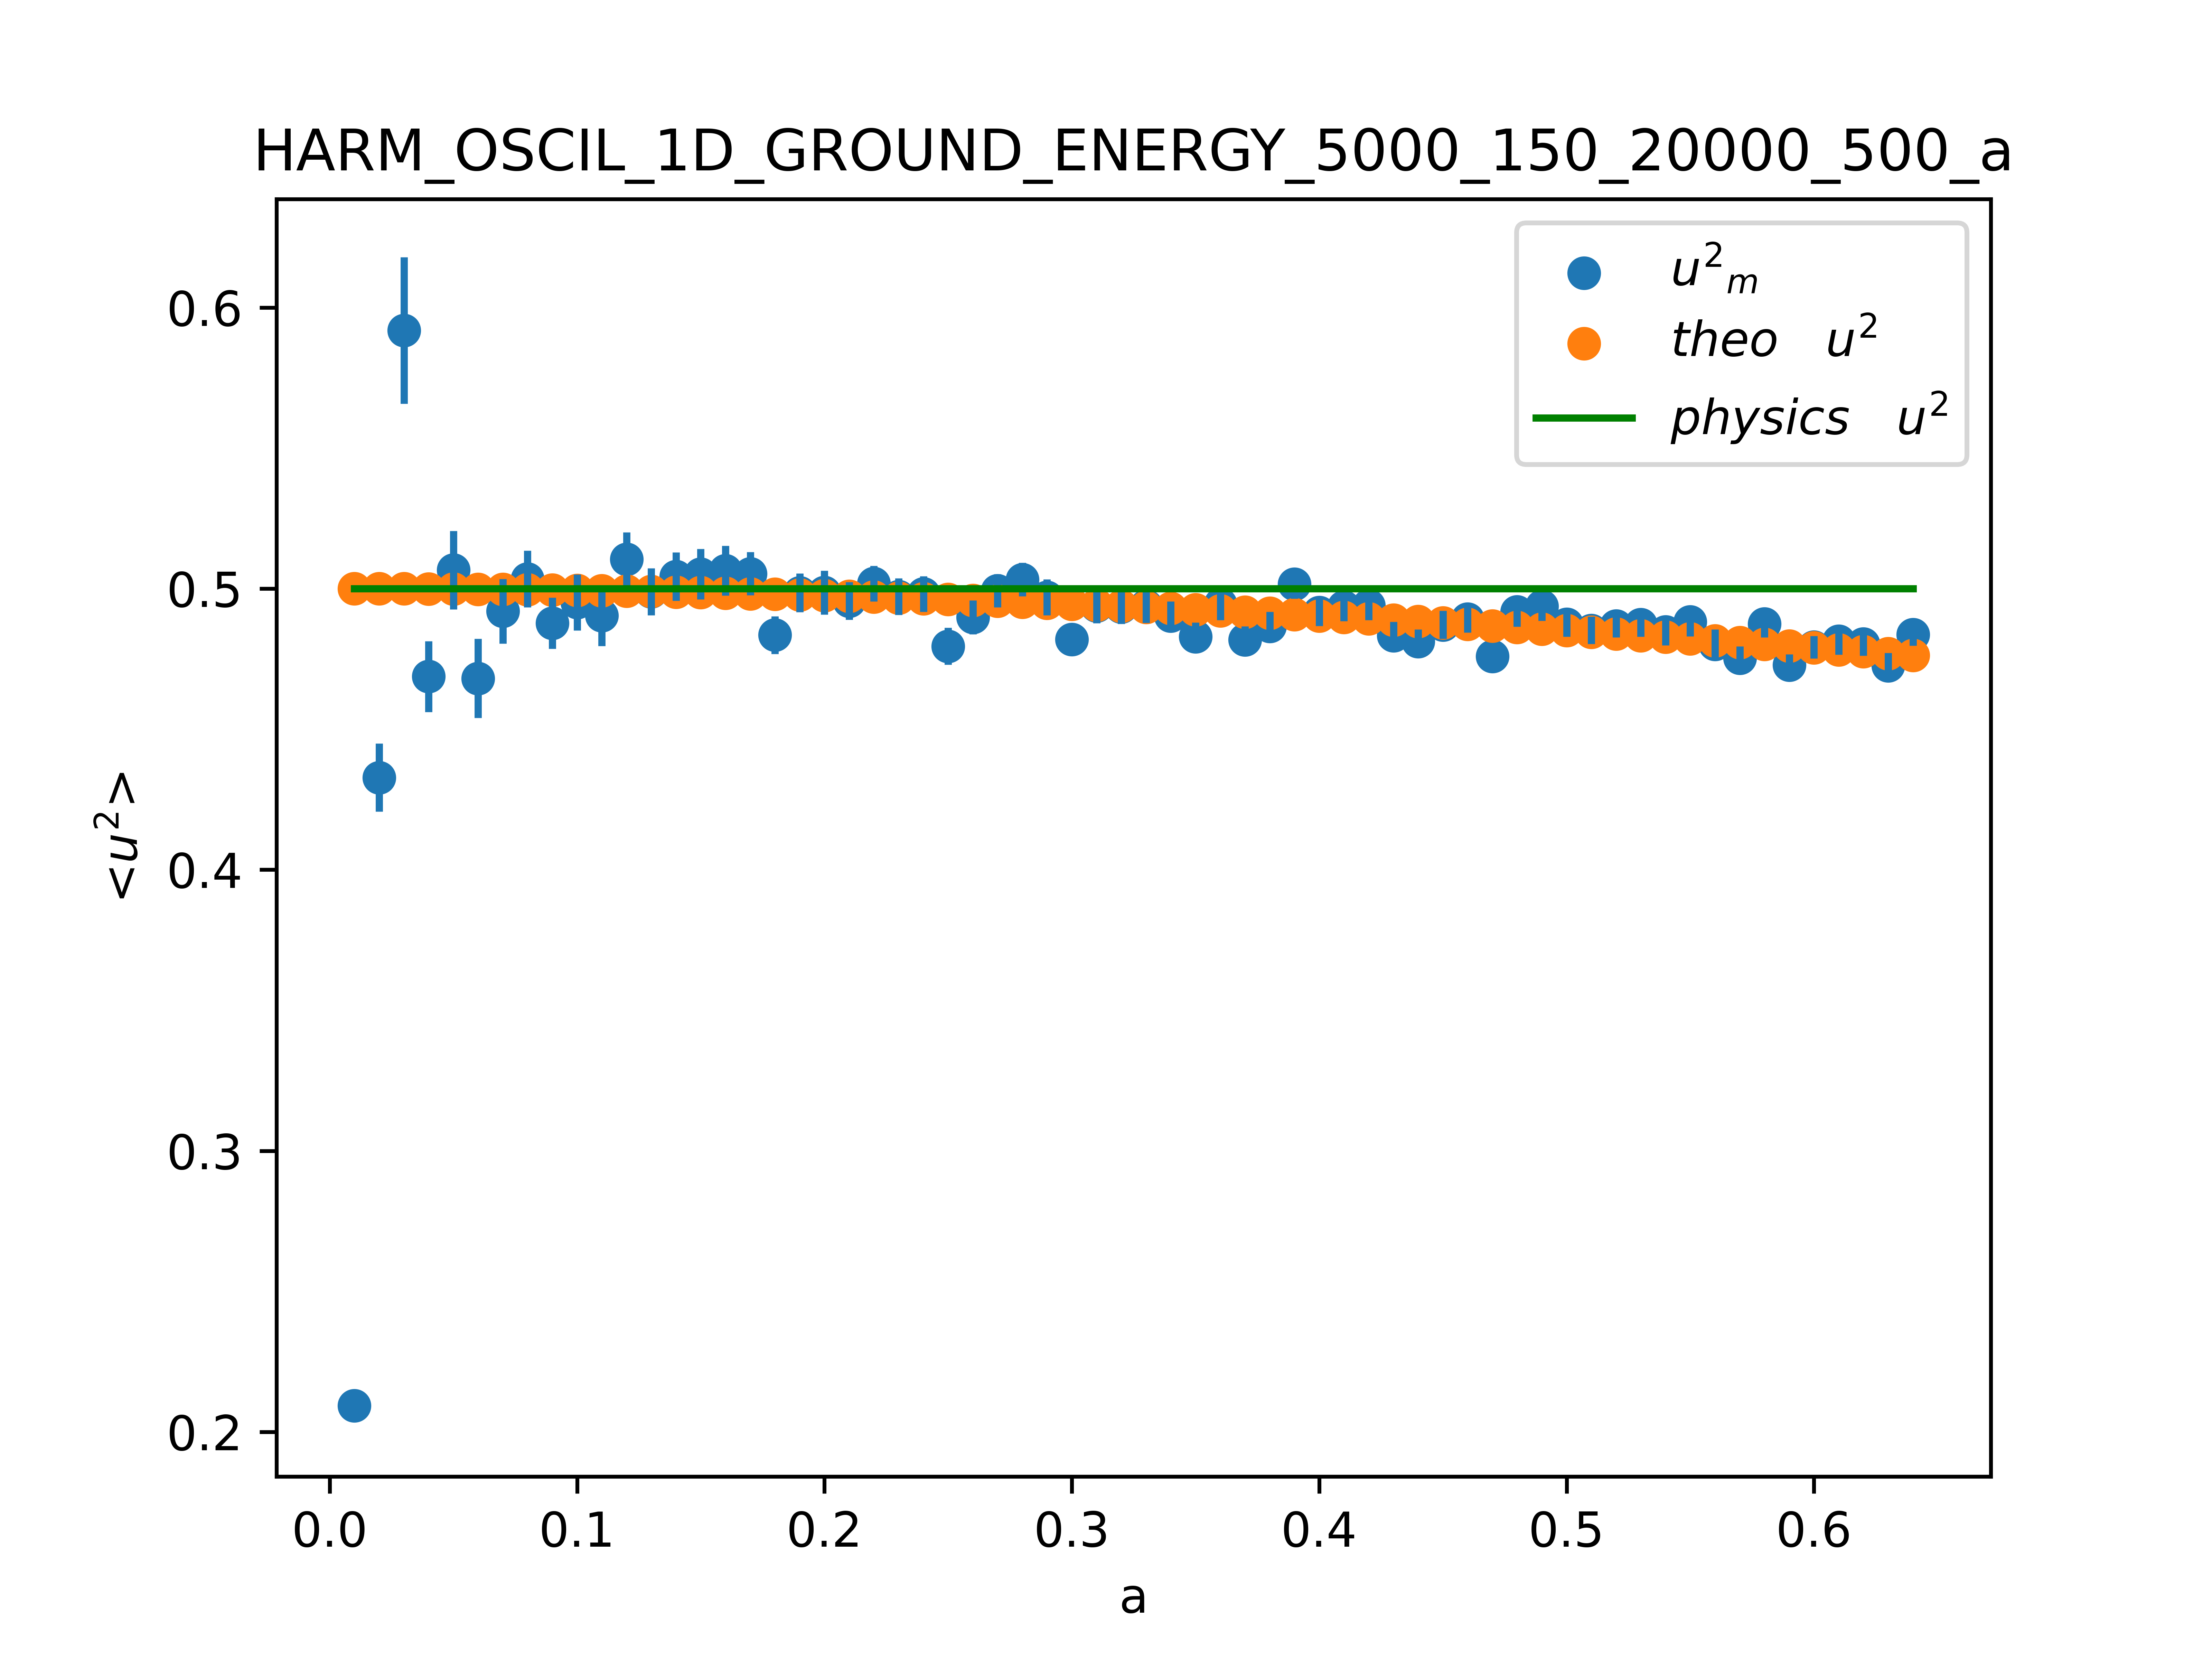 HARM_OSCIL_1D_GROUND_ENERGY_5000_150_20000_500_a
u²ₘ
theo u²
physics u²
<u²>
0.6
0.5
0.4
0.3
0.2
0.0 0.1 0.2 0.3 0.4 0.5 0.6
a